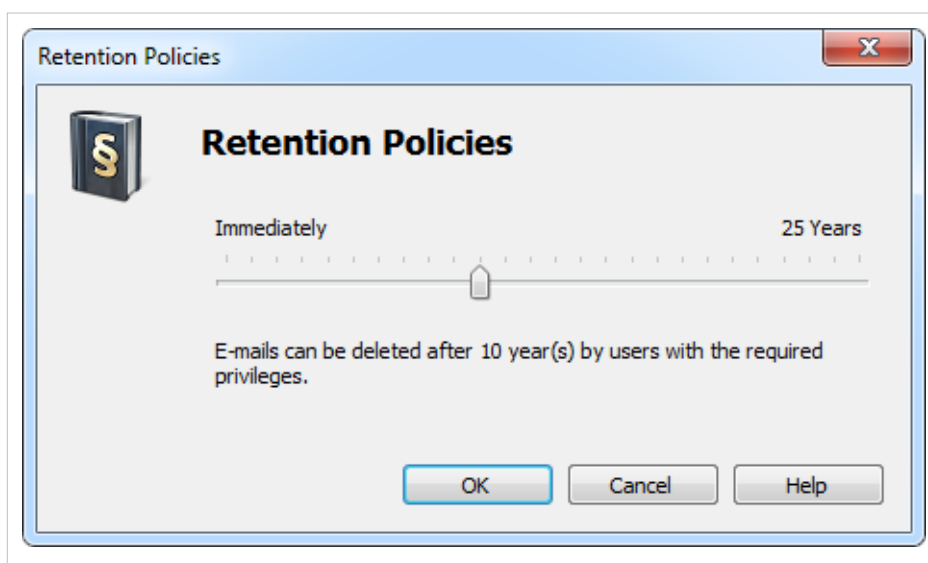 Retention Policies
X
§
Retention Policies
Immediately 25 Years
E-mails can be deleted after 10 year(s) by users with the required
privileges.
OK Cancel Help